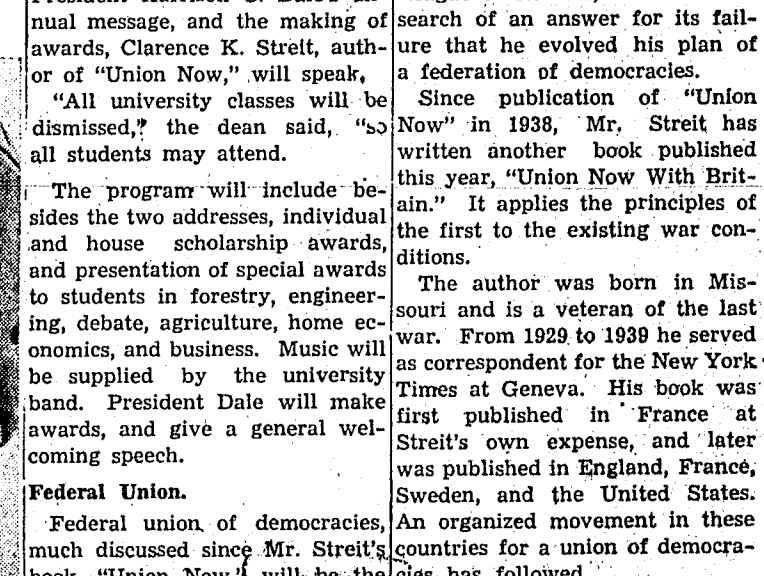 nual message, and the making of
awards, Clarence K. Streit, auth-
or of "Union Now," will speak.
"All university classes will be
dismissed," the dean said, "so
all students may attend.
The program will include be-
sides the two addresses, individual
and house scholarship awards,
and presentation of special awards
to students in forestry, engineer-
ing, debate, agriculture, home ec-
onomics, and business. Music will
be supplied by the university
band. President Dale will make
awards, and give a general wel-
coming speech.
Federal Union.
Federal union of democracies,
much discussed since Mr. Streit's
book, "Union Now," will be the
search of an answer for its fail-
ure that he evolved his plan of
a federation of democracies.
Since publication of "Union
Now" in 1938, Mr. Streit has
written another book published
this year, "Union Now With Brit-
ain." It applies the principles of
the first to the existing war con-
ditions.
The author was born in Mis-
souri and is a veteran of the last
war. From 1929 to 1939 he served
as correspondent for the New York
Times at Geneva. His book was
first published in France at
Streit's own expense, and later
was published in England, France,
Sweden, and the United States.
An organized movement in these
countries for a union of democra-
cies has followed.